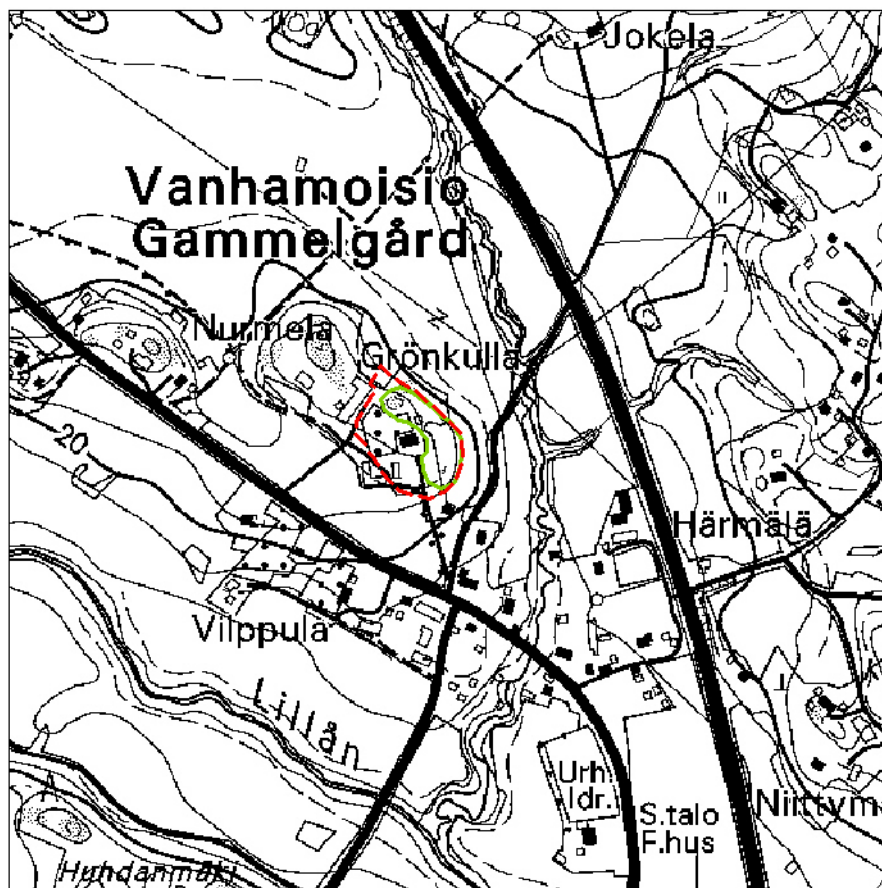 Jokela
Vanhamoisio
Gammelgård
Nurmela
Grönkulla
20
Härmälä
Vilppula
Lillån
Urh.
Idr.
S.talo
F.hus
Niittym
Huhdanmäki